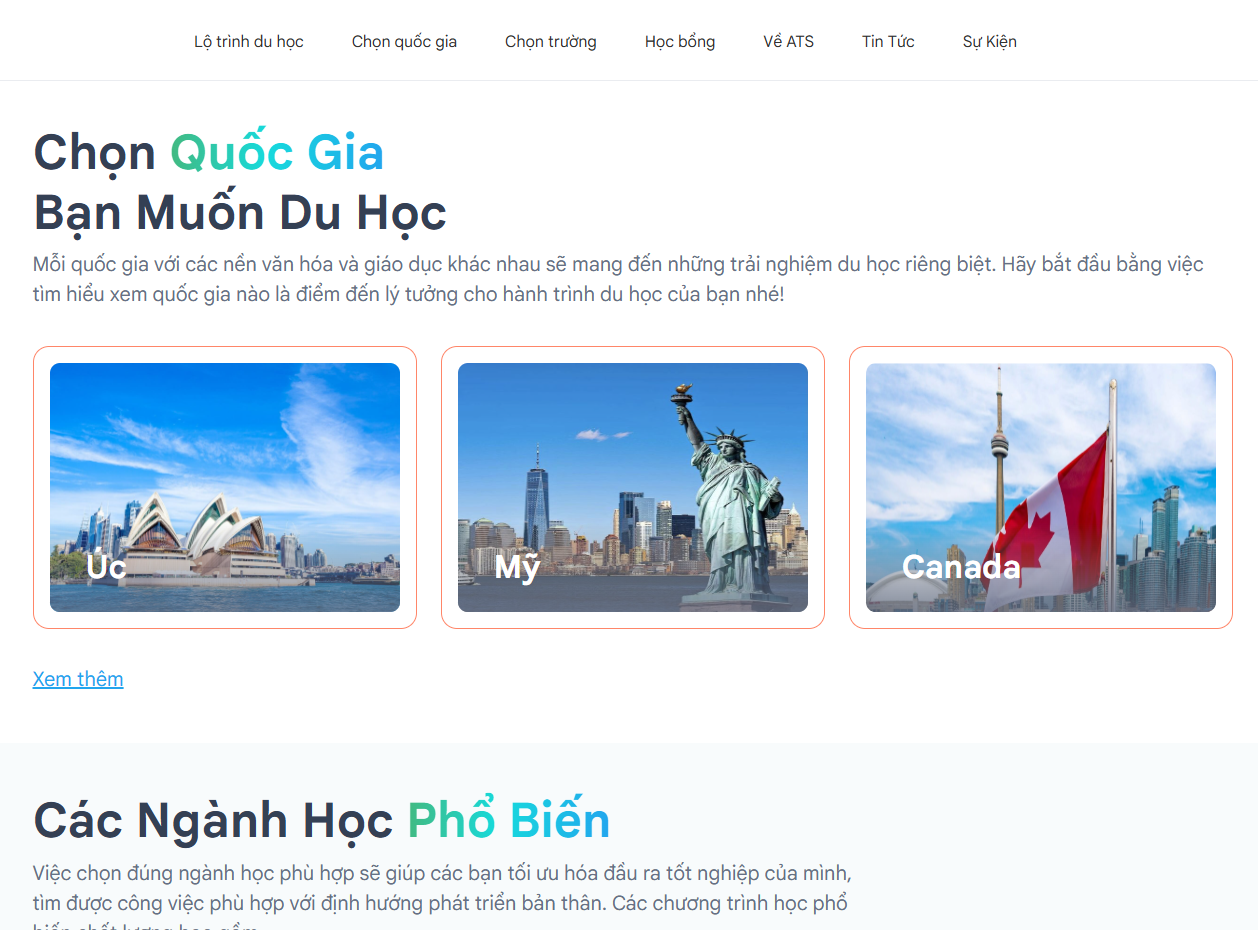 Lộ trình du học Chọn quốc gia Chọn trường Học bổng Về ATS Tin Tức Sự Kiện
Chọn Quốc Gia
Bạn Muốn Du Học
Mỗi quốc gia với các nền văn hóa và giáo dục khác nhau sẽ mang đến những trải nghiệm du học riêng biệt. Hãy bắt đầu bằng việc
tìm hiểu xem quốc gia nào là điểm đến lý tưởng cho hành trình du học của bạn nhé!
Úc
Mỹ
Canada
Xem thêm
Các Ngành Học Phổ Biến
Việc chọn đúng ngành học phù hợp sẽ giúp các bạn tối ưu hóa đầu ra tốt nghiệp của mình,
tìm được công việc phù hợp với định hướng phát triển bản thân. Các chương trình học phổ